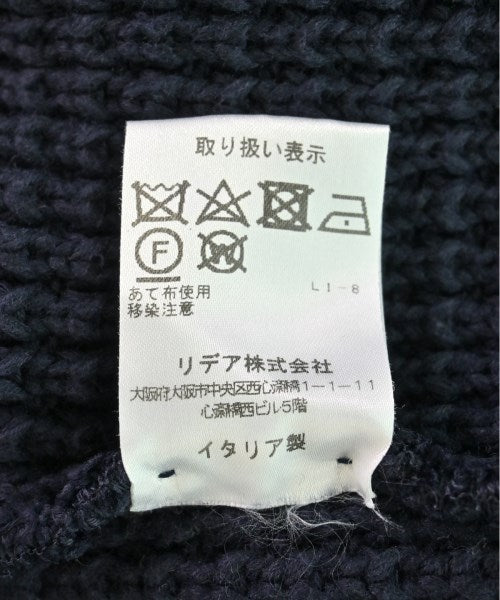 取り扱い表示
F W
あて布使用 LI-8
移染注意
リデア株式会社
大阪府大阪市中央区西心斎橋1-1-11
心斎橋西ビル5階
イタリア製